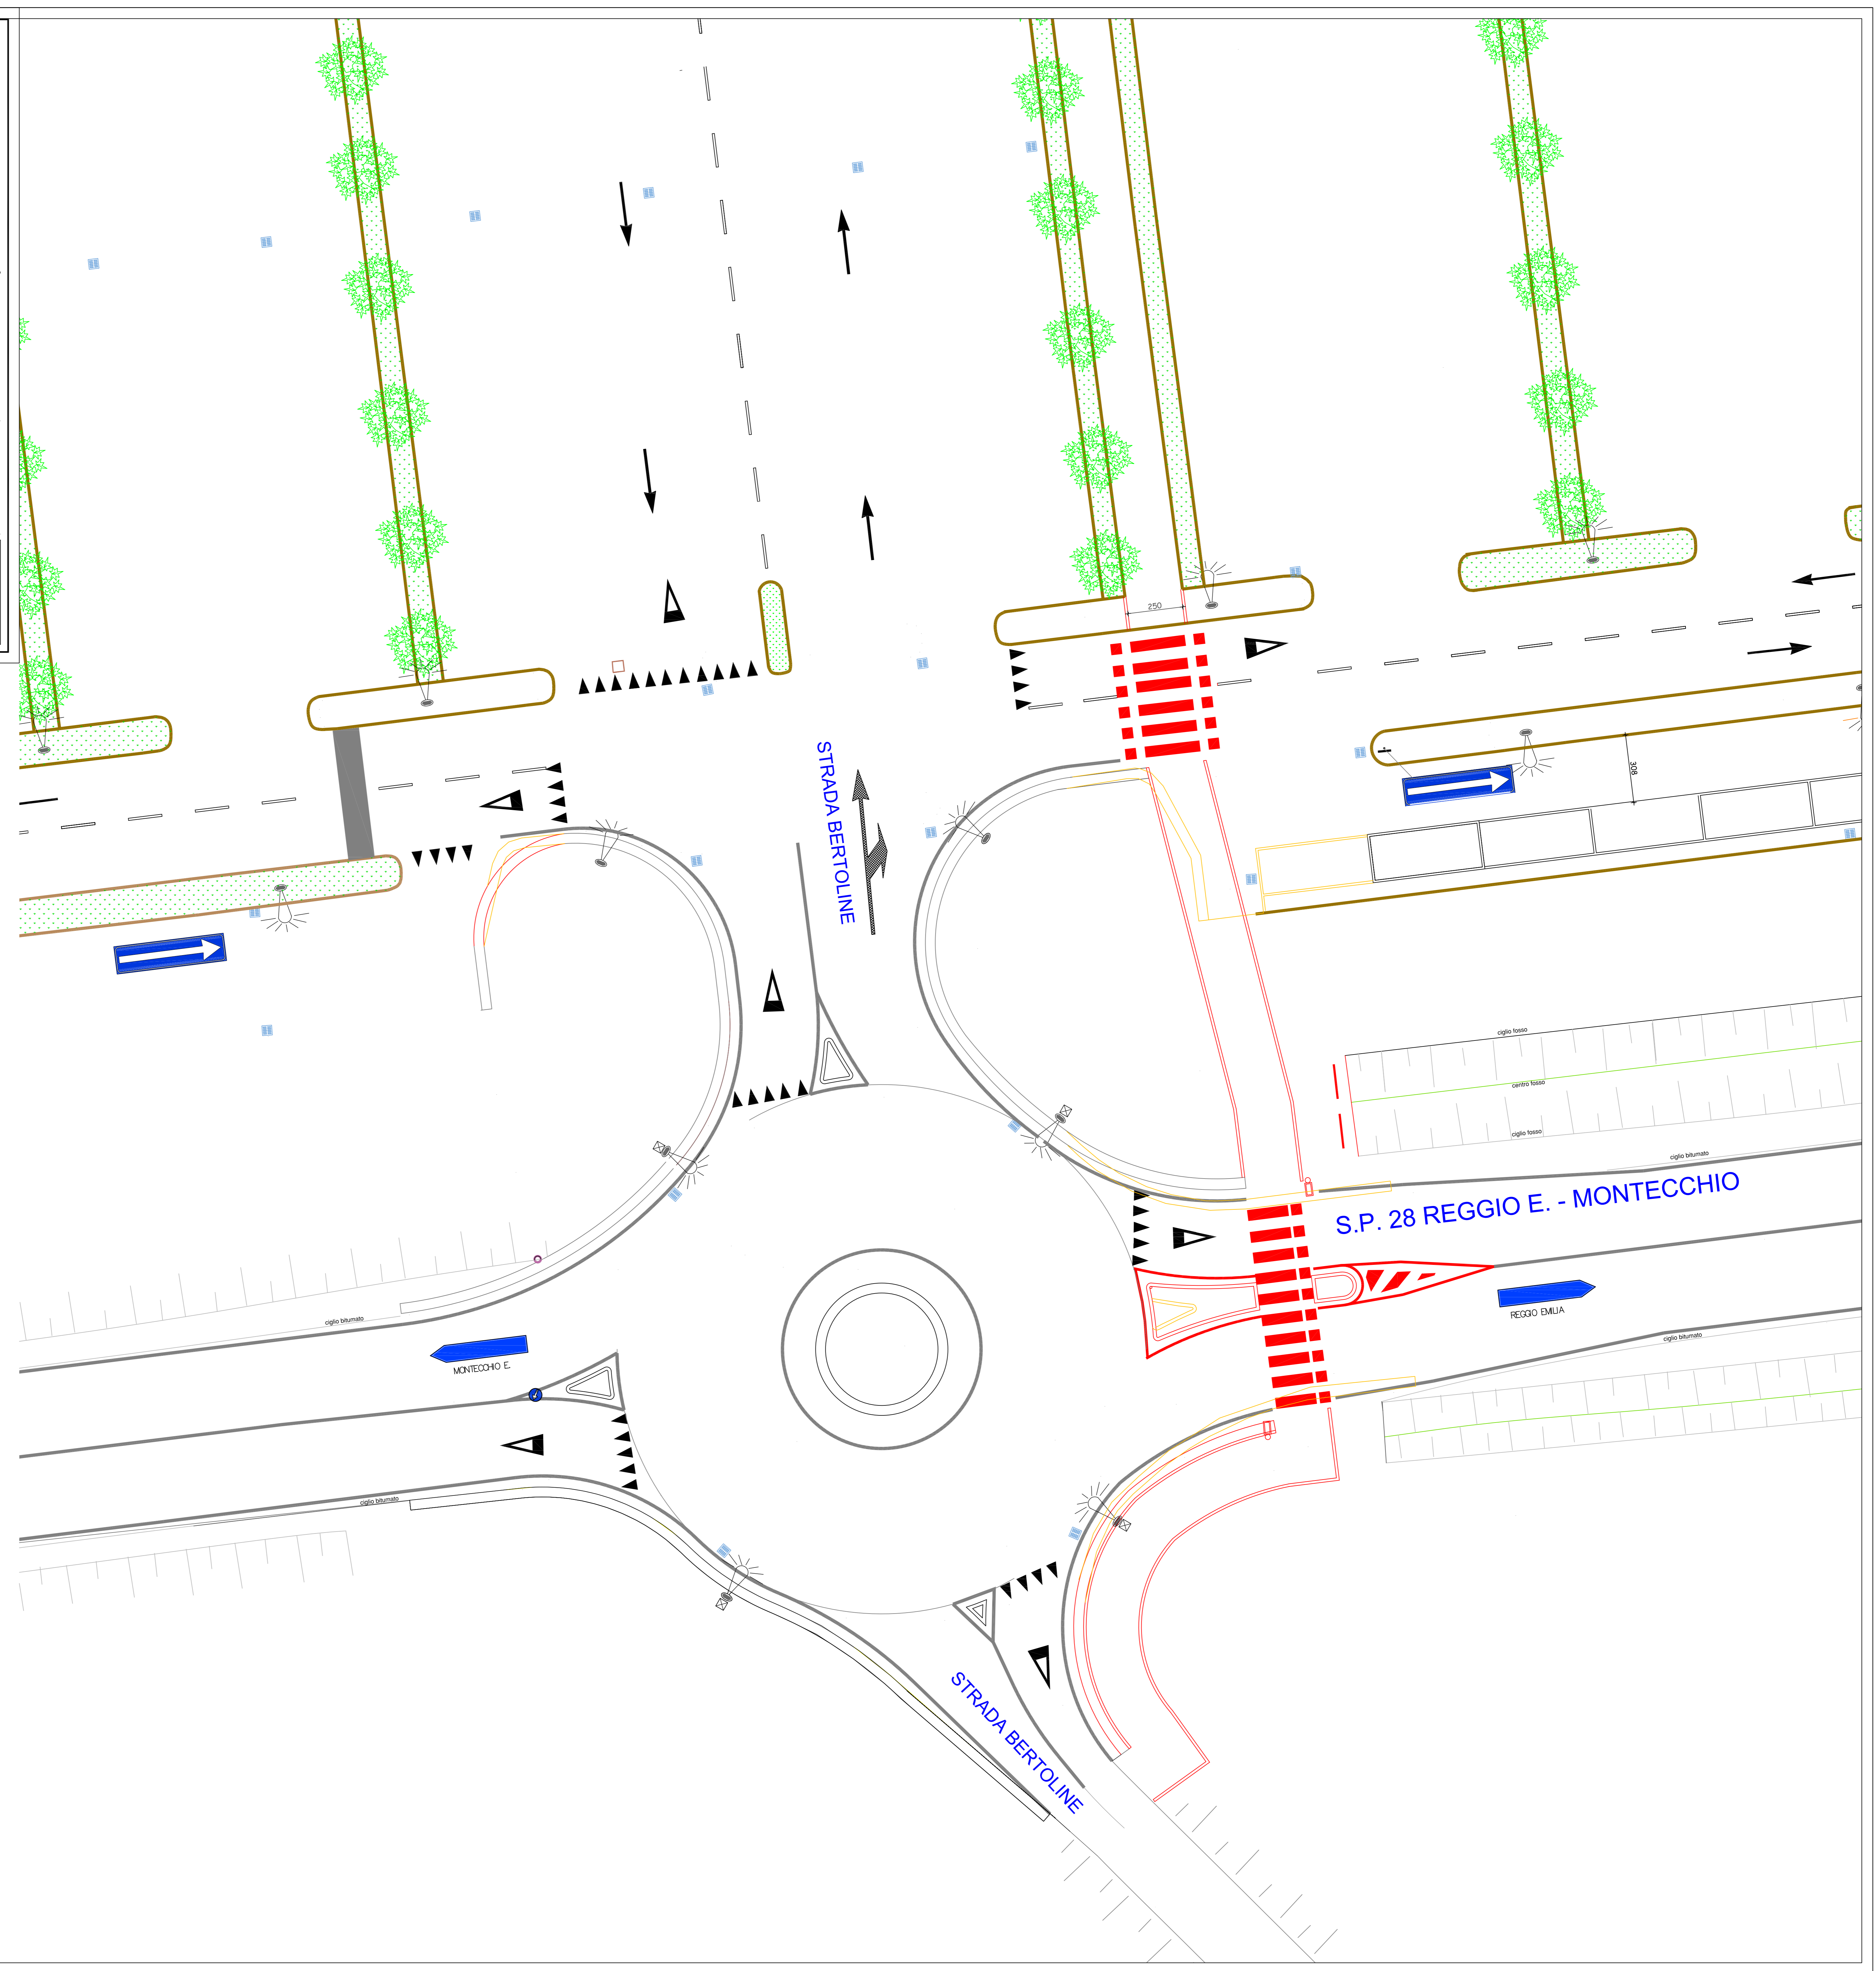 250
STRADA BERTOLINE
308
ciglio fosso
centro fosso
ciglio fosso
ciglio bitumato
S.P. 28 REGGIO E. - MONTECCHIO
REGGIO EMILIA
ciglio bitumato
ciglio bitumato
MONTECCHIO E.
ciglio bitumato
STRADA BERTOLINE